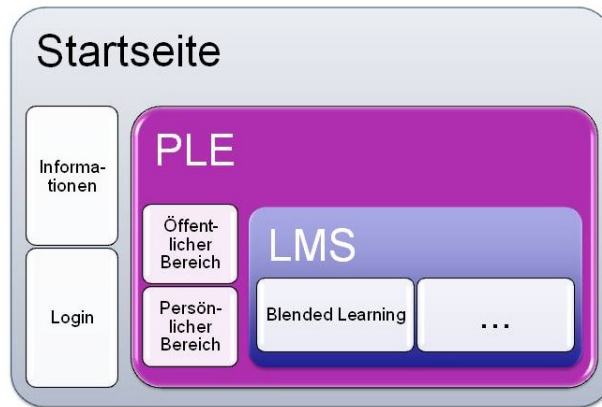 Startseite
Informa-
tionen
Login
PLE
Öffent-
licher
Bereich
Persön-
licher
Bereich
LMS
Blended Learning
...